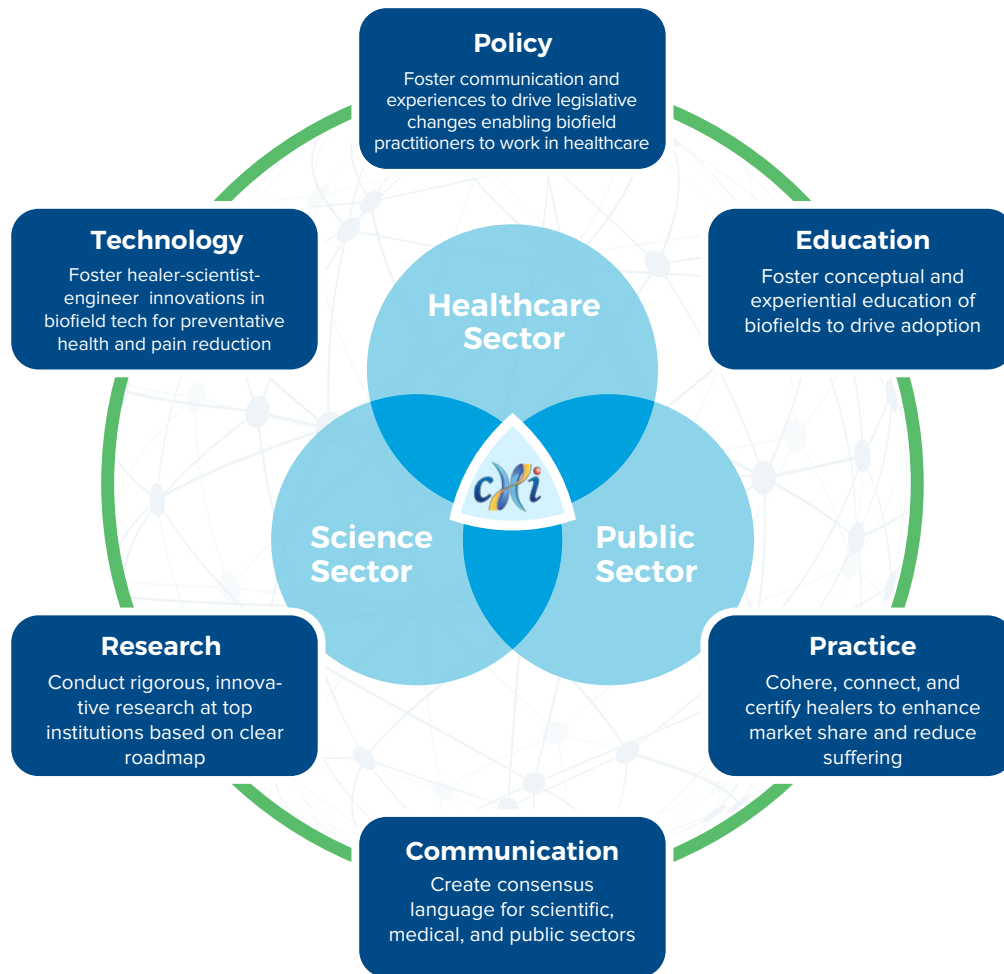 Policy
Foster communication and
experiences to drive legislative
changes enabling biofield
practitioners to work in healthcare
Technology
Foster healer-scientist-
engineer innovations in
biofield tech for preventative
health and pain reduction
Education
Foster conceptual and
experiential education of
biofields to drive adoption
Healthcare
Sector
cHi
Science
Sector
Public
Sector
Research
Conduct rigorous, innova-
tive research at top
institutions based on clear
roadmap
Practice
Cohere, connect, and
certify healers to enhance
market share and reduce
suffering
Communication
Create consensus
language for scientific,
medical, and public sectors